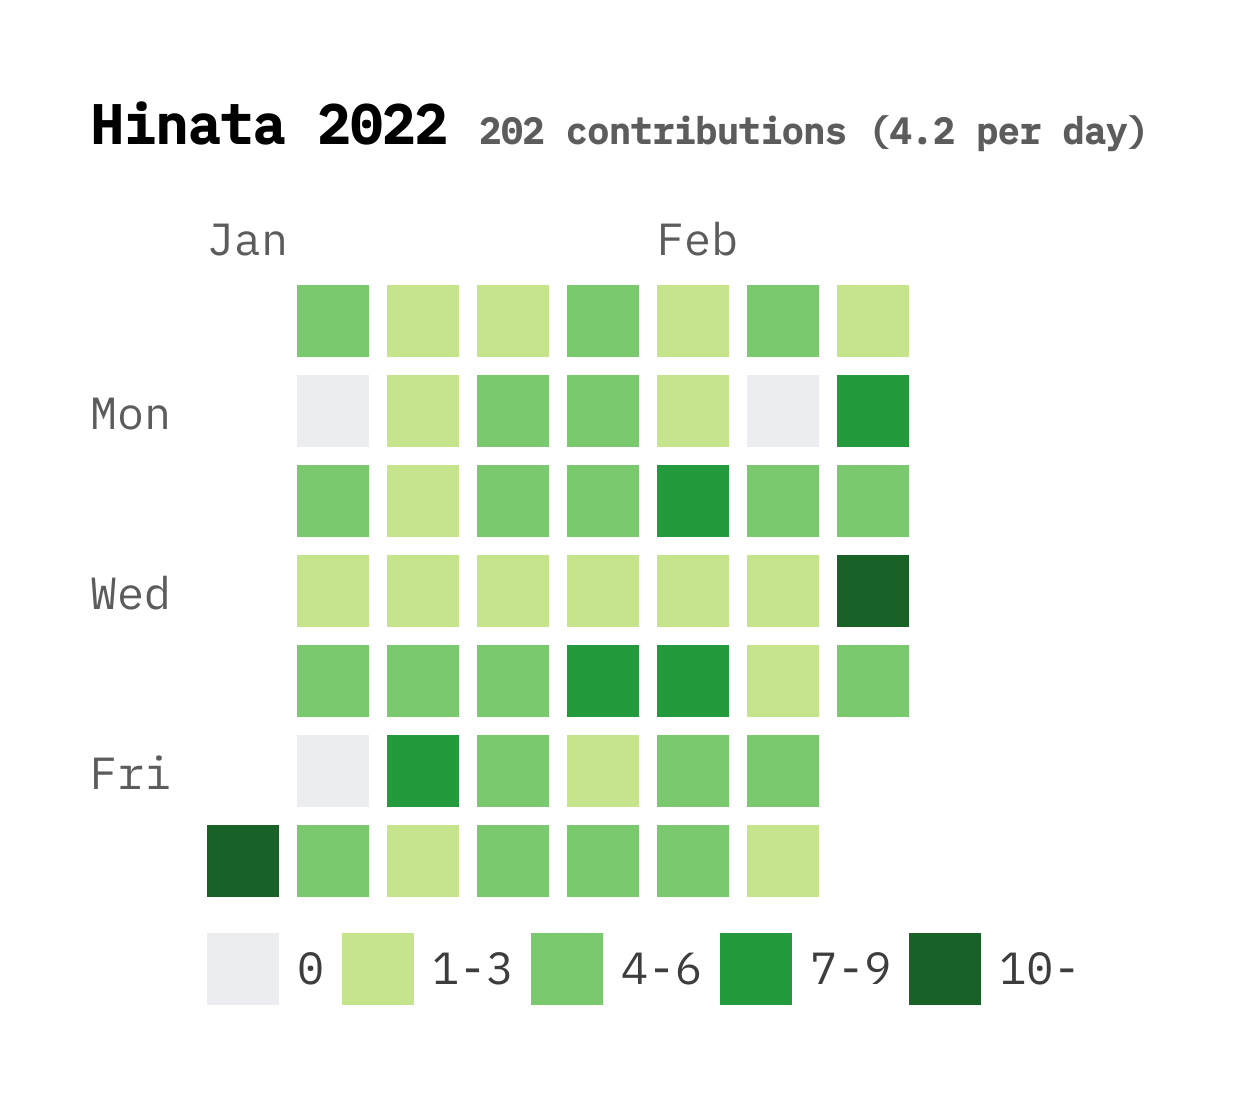 Hinata 2022 202 contributions (4.2 per day)
Jan Feb
Mon
Wed
Fri
0 1-3 4-6 7-9 10-